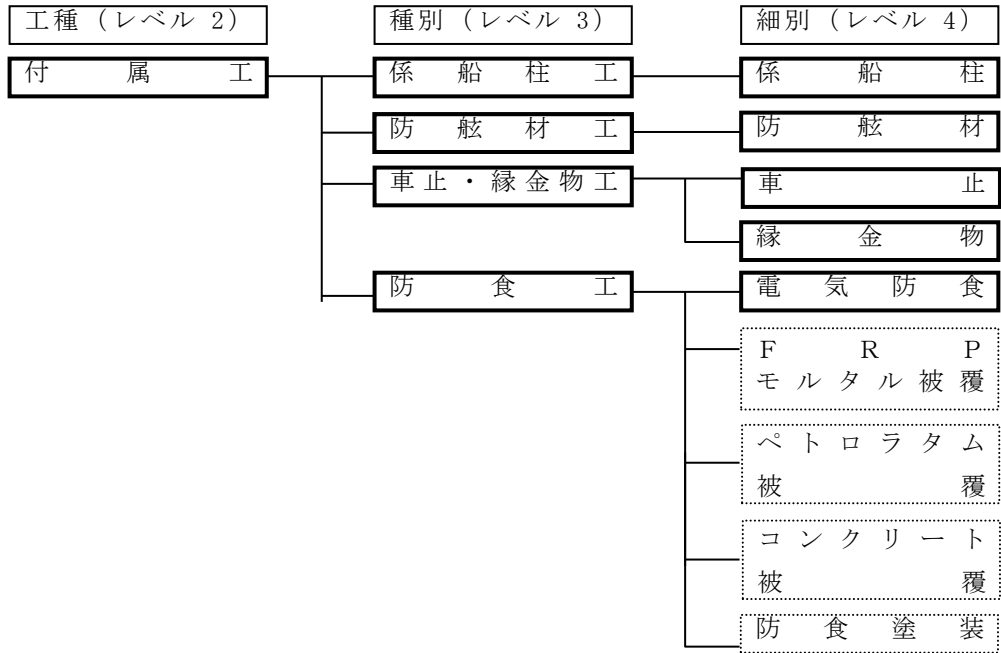 工種（レベル 2） 種別（レベル 3） 細別（レベル 4）
付属工 係船柱工 係船柱
防舷材工 防舷材
車止・縁金物工 車止
縁金物
防食工 電気防食
FRP
モルタル被覆
ペトロラタム
被覆
コンクリート
被覆
防食塗装